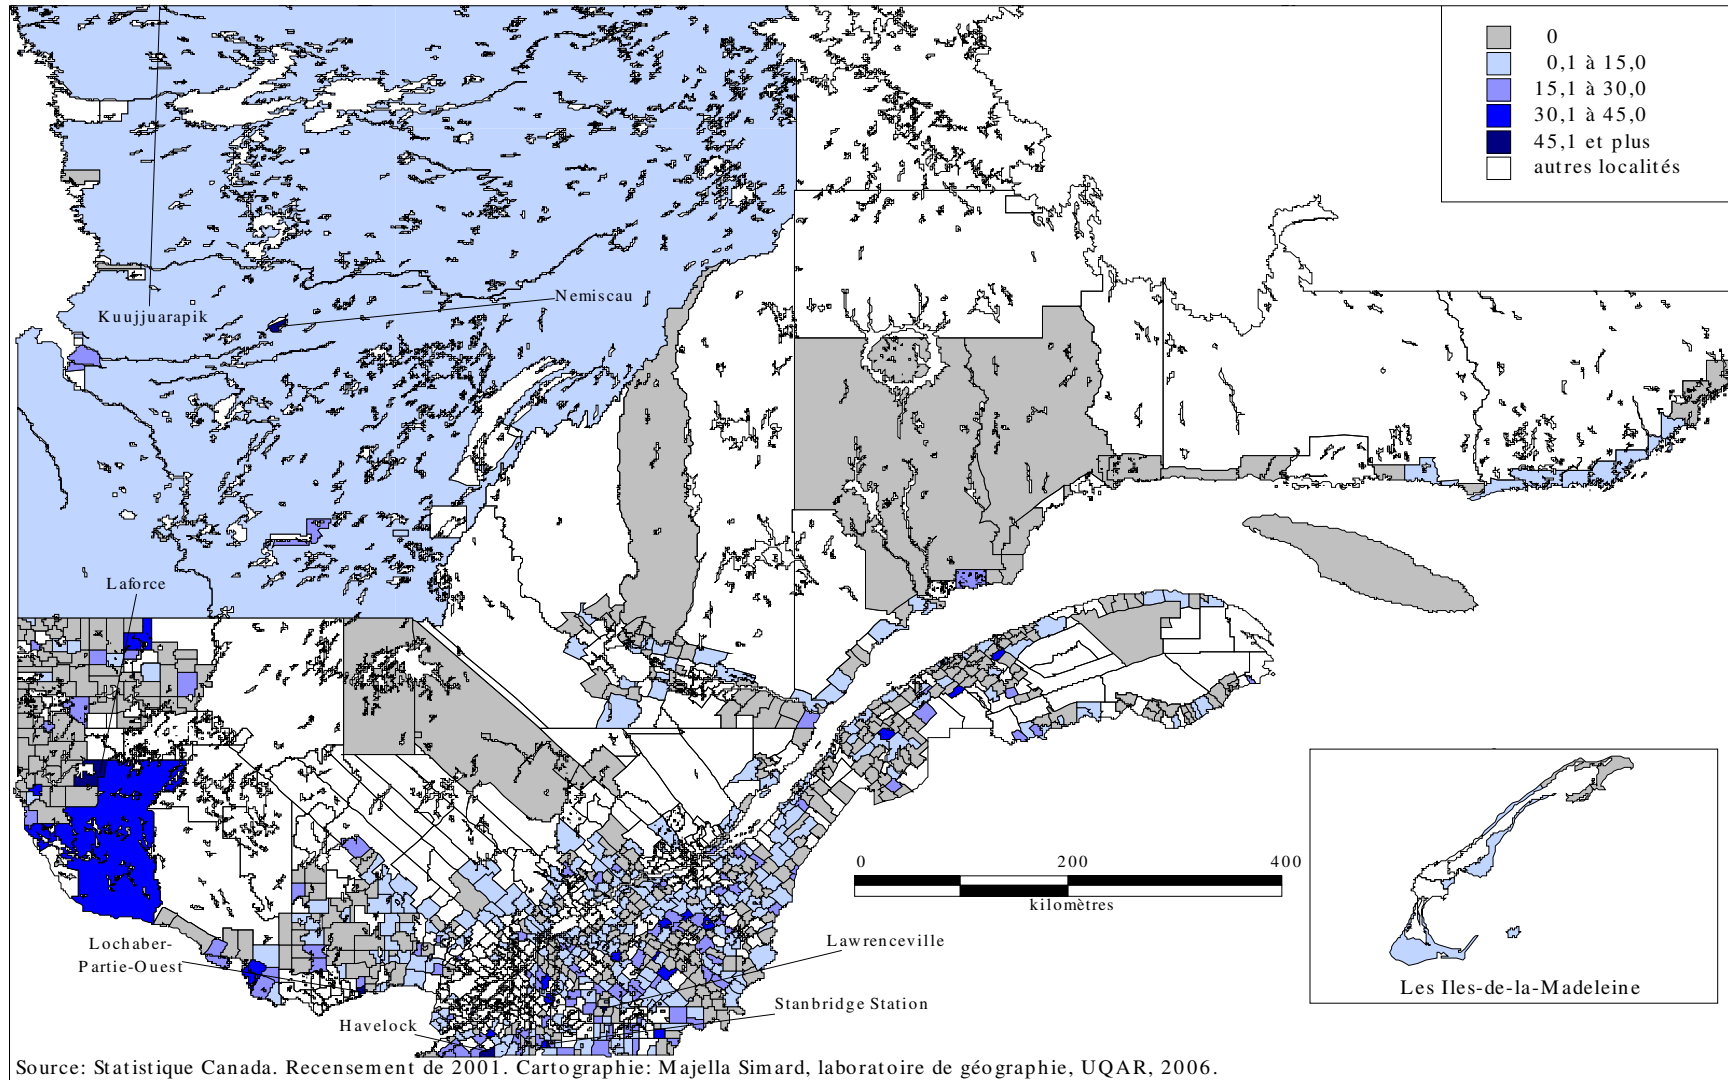 0
0,1 à 15,0
15,1 à 30,0
30,1 à 45,0
45,1 et plus
autres localités
Nemiscau
Kuujjuarapik
Laforce
0 200 400
kilomètres
Lochaber-
Partie-Ouest
Lawrenceville
Stanbridge Station
Havelock
Les Iles-de-la-Madeleine
Source: Statistique Canada. Recensement de 2001. Cartographie: Majella Simard, laboratoire de géographie, UQAR, 2006.